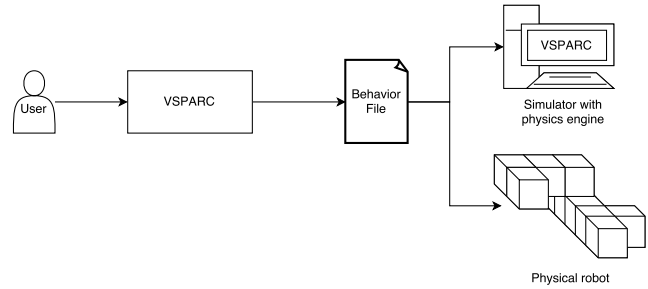 User
VSPARC
Behavior
File
VSPARC
Simulator with
physics engine
Physical robot